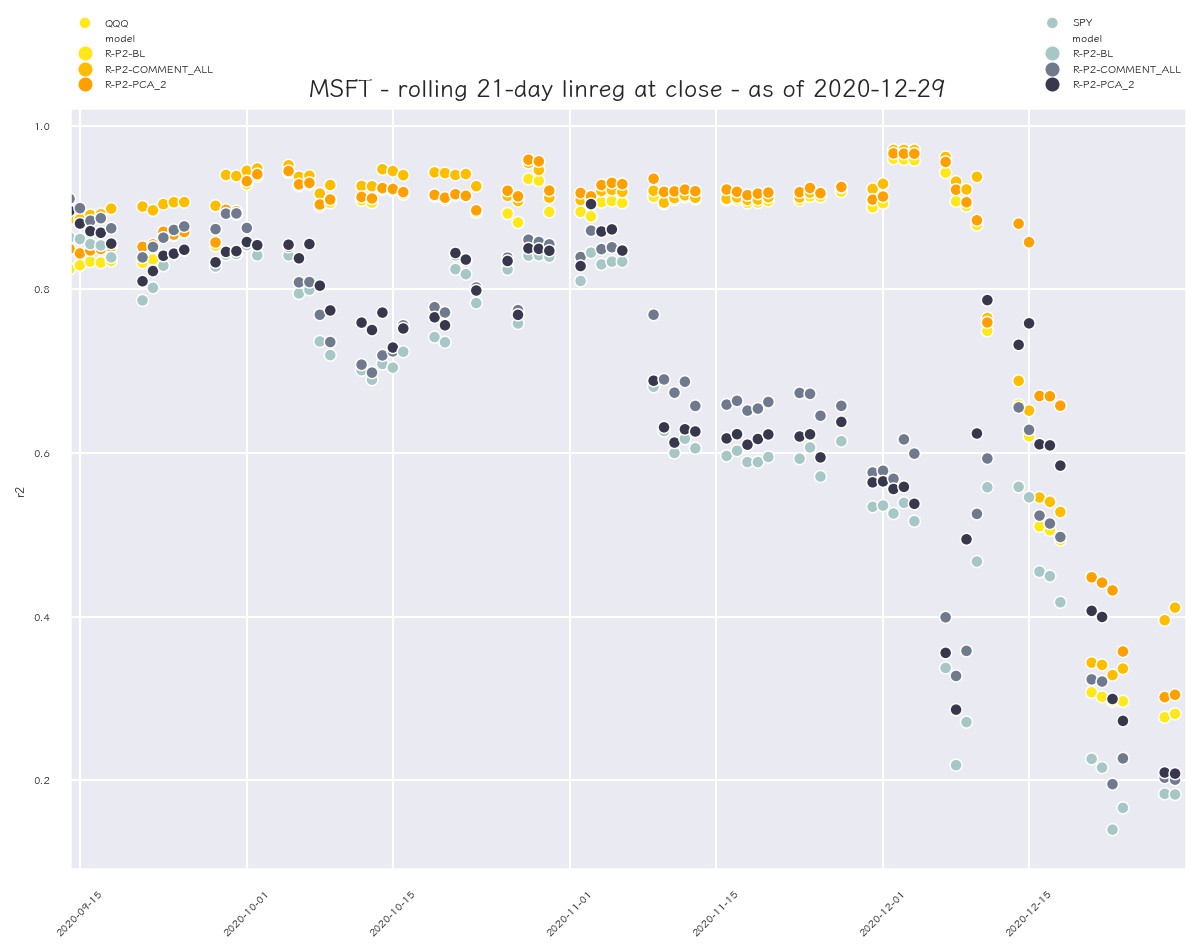 QQQ
model
R-P2-BL
R-P2-COMMENT_ALL
R-P2-PCA_2
SPY
model
R-P2-BL
R-P2-COMMENT_ALL
R-P2-PCA_2
MSFT - rolling 21-day linreg at close - as of 2020-12-29
r2
1.0
0.8
0.6
0.4
0.2
2020-09-15
2020-10-01
2020-10-15
2020-11-01
2020-11-15
2020-12-01
2020-12-15